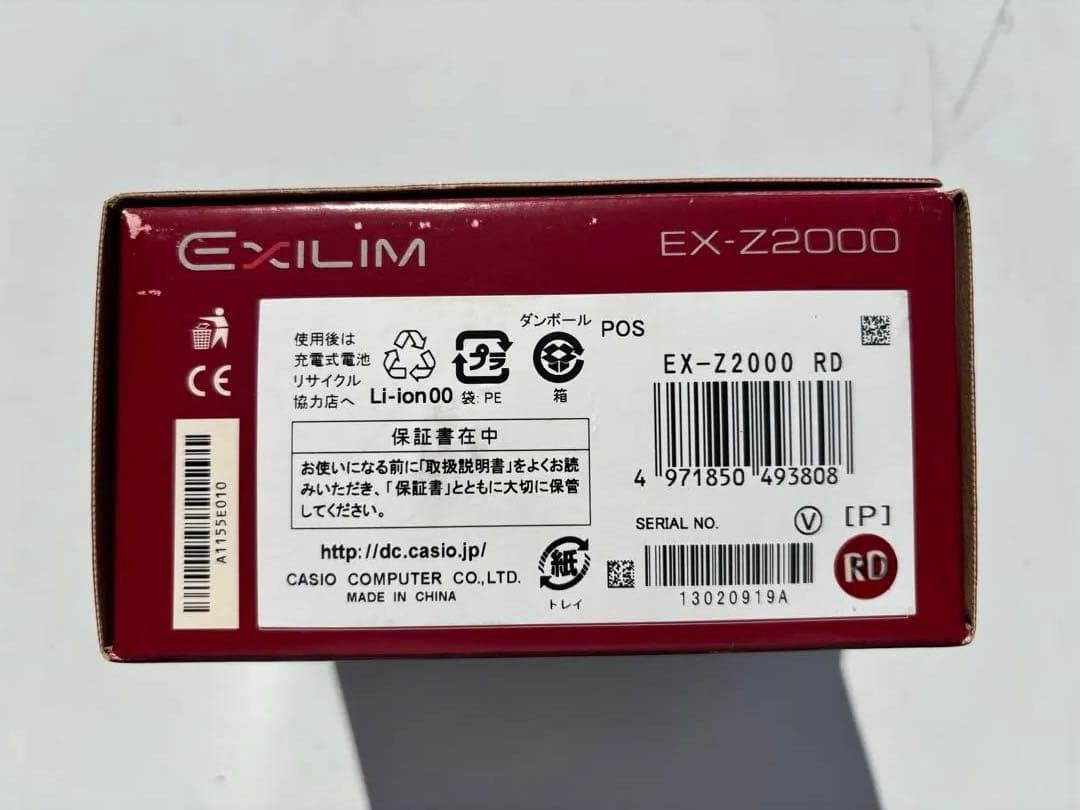 EXILIM
EX-Z2000
使用後は
充電式電池
リサイクル
協力店へ
Li-ion00
プラ
袋: PE
ダンボール
箱
POS
EX-Z2000 RD
4 971850 493808
CE
保証書在中
お使いになる前に「取扱説明書」をよくお読
みいただき、「保証書」とともに大切に保管
してください。
SERIAL NO.
V
[P]
A1155E010
http://dc.casio.jp/
CASIO COMPUTER CO.,LTD.
MADE IN CHINA
紙
トレイ
13020919A
RD